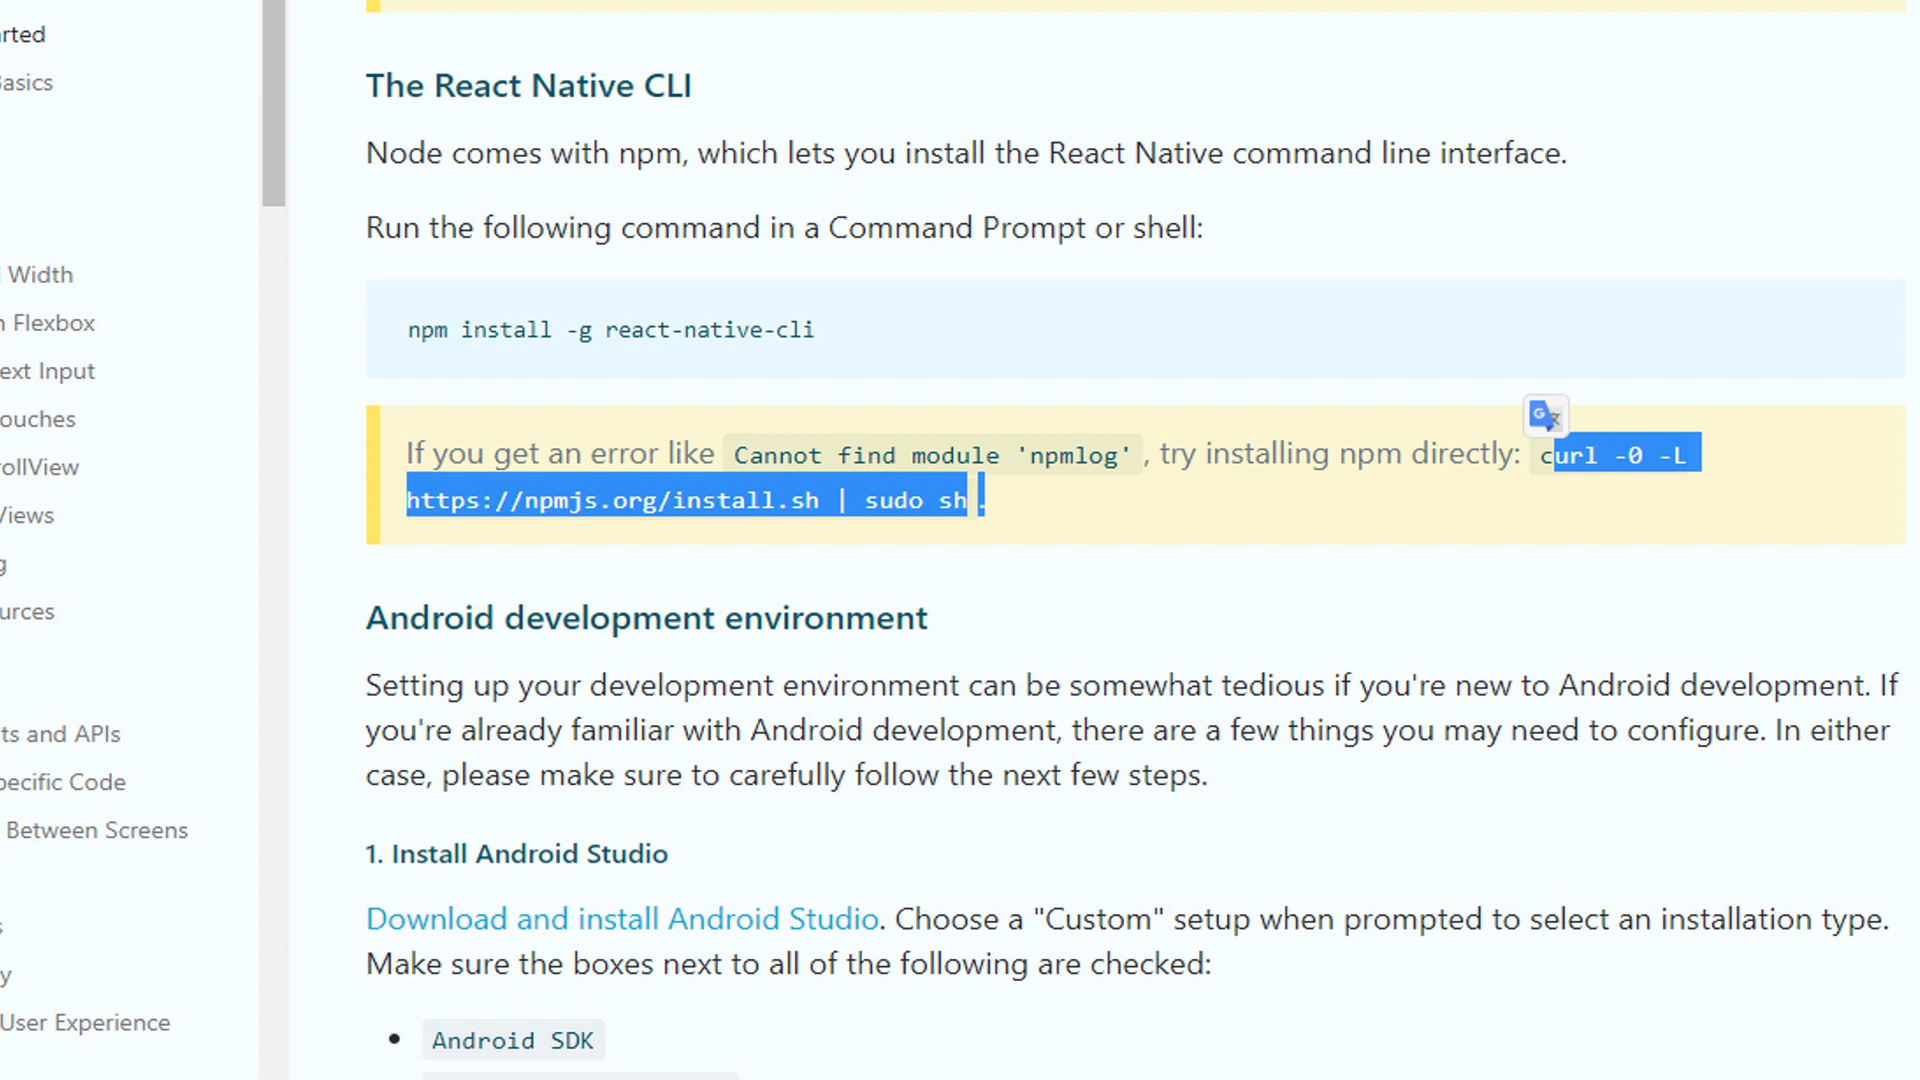 rted
Basics
Width
n Flexbox
ext Input
ouches
rollView
Views
g
urces
ts and APIs
pecific Code
Between Screens
s
y
User Experience
The React Native CLI
Node comes with npm, which lets you install the React Native command line interface.
Run the following command in a Command Prompt or shell:
npm install -g react-native-cli
If you get an error like Cannot find module 'npmlog', try installing npm directly: curl -0 -L
https://npmjs.org/install.sh | sudo sh .
Android development environment
Setting up your development environment can be somewhat tedious if you're new to Android development. If
you're already familiar with Android development, there are a few things you may need to configure. In either
case, please make sure to carefully follow the next few steps.
1. Install Android Studio
Download and install Android Studio. Choose a "Custom" setup when prompted to select an installation type.
Make sure the boxes next to all of the following are checked:
• Android SDK